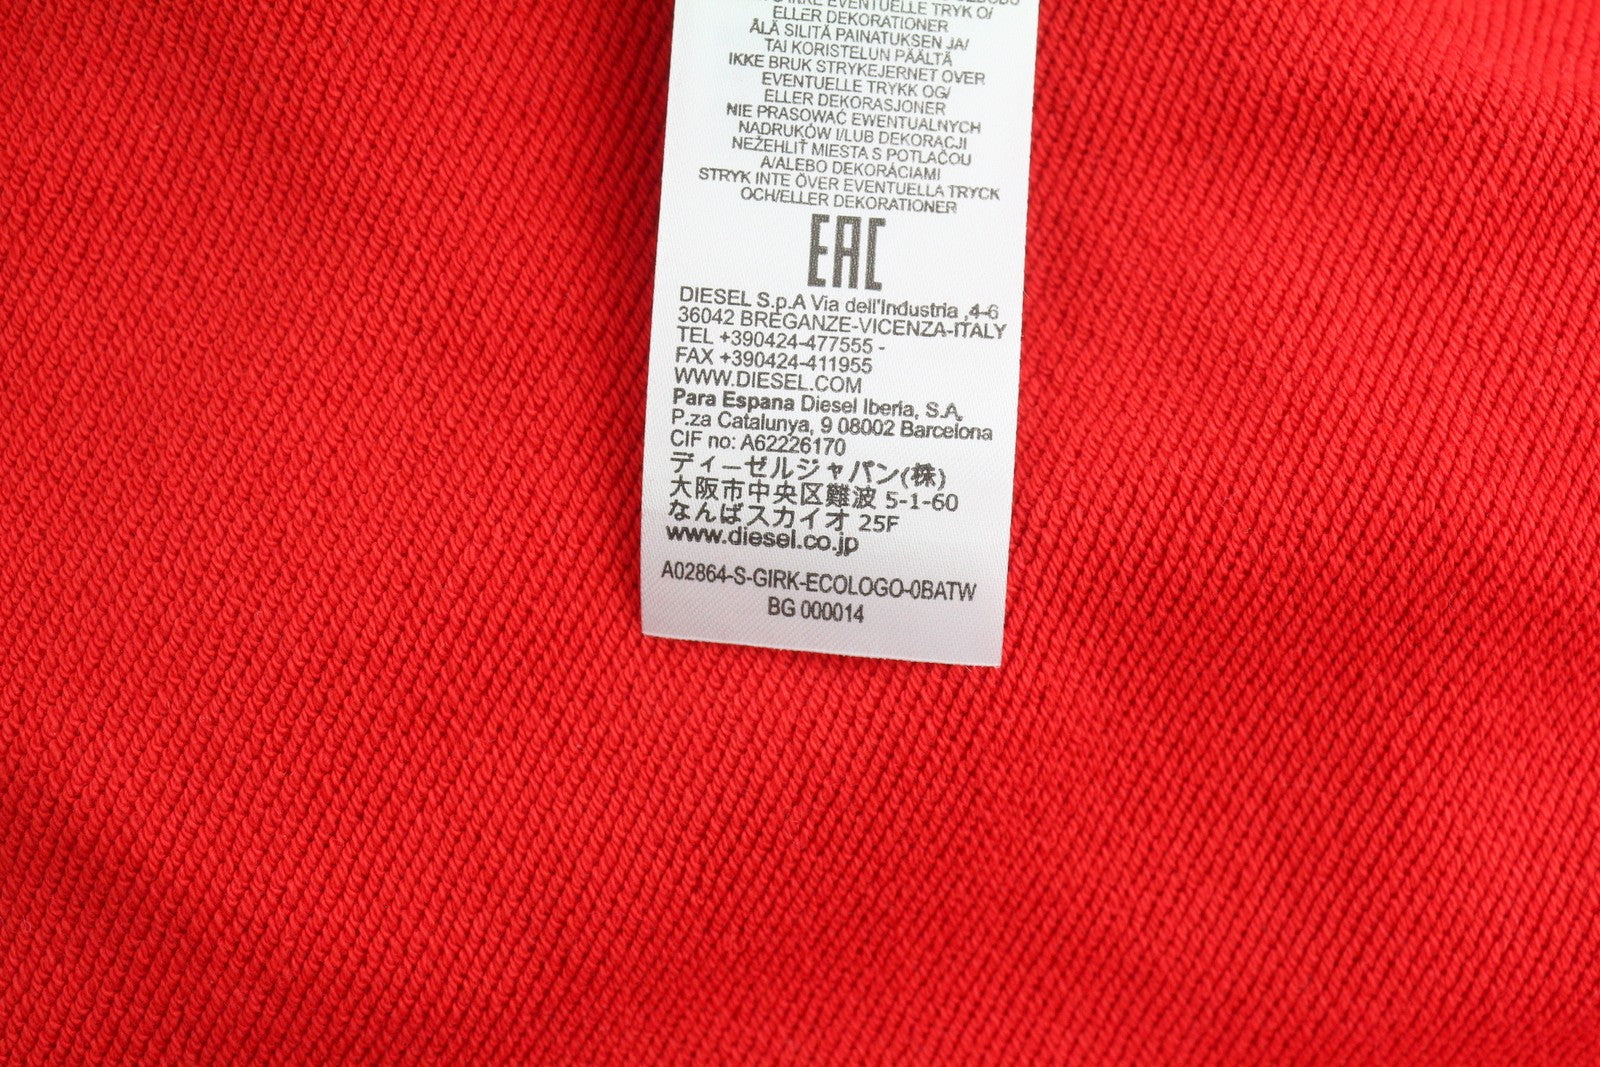 EVENTUELLE TRYK O/
ELLER DEKORATIONER
ÄLÄ SILITÄ PAINATUKSEN JA/
TAI KORISTELUN PÄÄLTÄ
IKKE BRUK STRYKEJERNET OVER
EVENTUELLE TRYKK OG/
ELLER DEKORASJONER
NIE PRASOWAĆ EWENTUALNYCH
NADRUKÓW I/LUB DEKORACJI
NEŽEHLIŤ MIESTA S POTLAČOU
A/ALEBO DEKORÁCIAMI
STRYK INTE ÖVER EVENTUELLA TRYCK
OCH/ELLER DEKORATIONER
EAC
DIESEL S.p.A Via dell'Industria ,4-6
36042 BREGANZE-VICENZA-ITALY
TEL +390424-477555 -
FAX +390424-411955
WWW.DIESEL.COM
Para Espana Diesel Iberia, S.A,
P.za Catalunya, 9 08002 Barcelona
CIF no: A62226170
ディーゼルジャパン(株)
大阪市中央区難波 5-1-60
なんばスカイオ 25F
www.diesel.co.jp
A02864-S-GIRK-ECOLOGO-0BATW
BG 000014